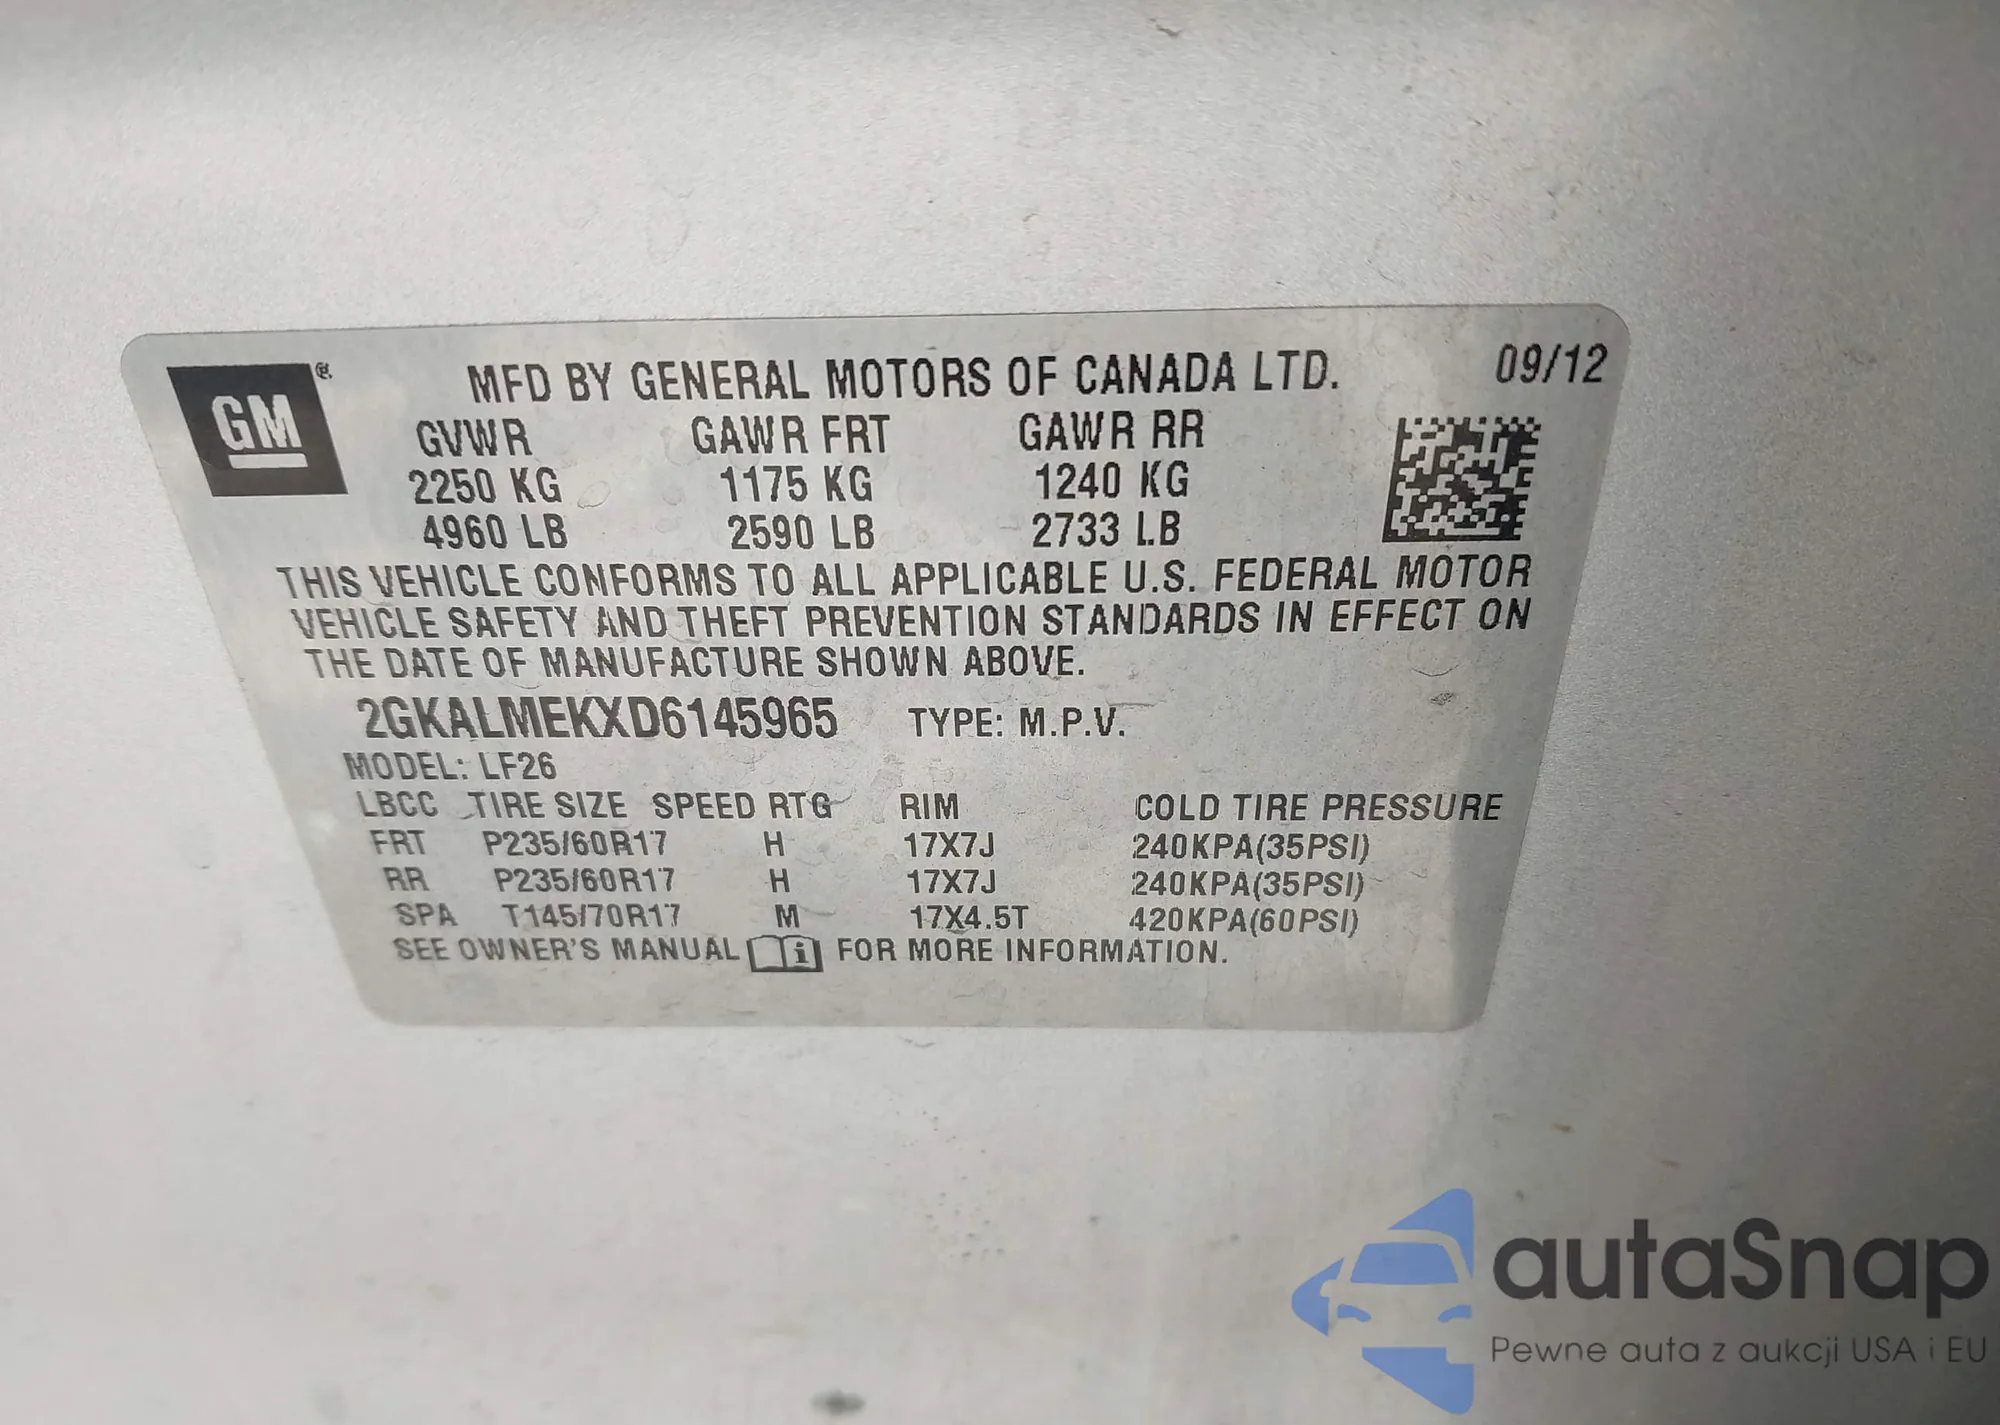 GM ®.
MFD BY GENERAL MOTORS OF CANADA LTD. 09/12
GVWR GAWR FRT GAWR RR
2250 KG 1175 KG 1240 KG
4960 LB 2590 LB 2733 LB
THIS VEHICLE CONFORMS TO ALL APPLICABLE U.S. FEDERAL MOTOR
VEHICLE SAFETY AND THEFT PREVENTION STANDARDS IN EFFECT ON
THE DATE OF MANUFACTURE SHOWN ABOVE.
2GKALMEKXD6145965 TYPE: M.P.V.
MODEL: LF26
LBCC TIRE SIZE SPEED RTG RIM COLD TIRE PRESSURE
FRT P235/60R17 H 17X7J 240KPA(35PSI)
RR P235/60R17 H 17X7J 240KPA(35PSI)
SPA T145/70R17 M 17X4.5T 420KPA(60PSI)
SEE OWNER'S MANUAL i FOR MORE INFORMATION.
autaSnap
Pewne auta z aukcji USA i EU